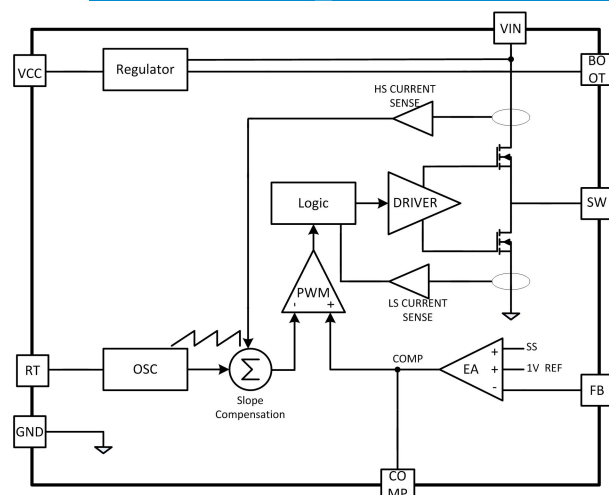 VIN
VCC
Regulator
BO
OT
HS CURRENT
SENSE
Logic
DRIVER
SW
PWM
- +
LS CURRENT
SENSE
COMP
+ SS
+ 1V REF
EA
-
FB
RT
OSC
Σ
Slope
Compensation
GND
CO
MP